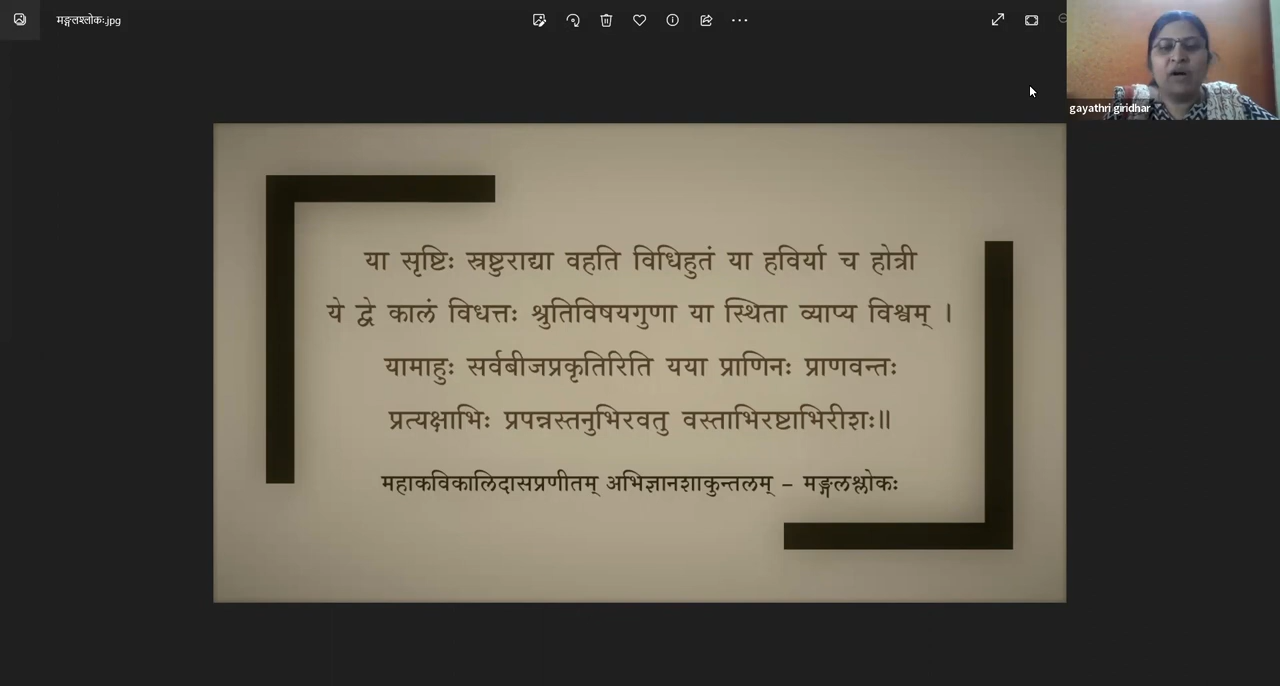 मङ्गलश्लोकः.jpg
gayathri giridhar
या सृष्टिः स्रष्टुराद्या वहति विधिहुतं या हविर्या च होत्री
ये द्वे कालं विधत्तः श्रुतिविषयगुणा या स्थिता व्याप्य विश्वम् ।
यामाहुः सर्वबीजप्रकृतिरिति यया प्राणिनः प्राणवन्तः
प्रत्यक्षाभिः प्रपन्नस्तनुभिरवतु वस्ताभिरष्टाभिरीशः॥
महाकविकालिदासप्रणीतम् अभिज्ञानशाकुन्तलम् – मङ्गलश्लोकः